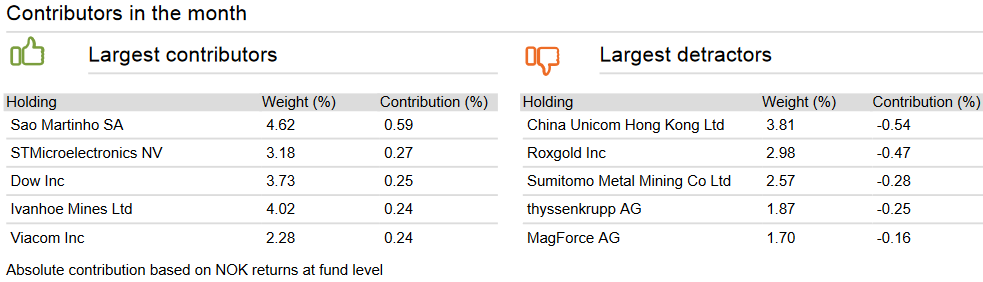 Contributors in the month
Largest contributors
Holding Weight (%) Contribution (%)
Sao Martinho SA 4.62 0.59
STMicroelectronics NV 3.18 0.27
Dow Inc 3.73 0.25
Ivanhoe Mines Ltd 4.02 0.24
Viacom Inc 2.28 0.24
Largest detractors
Holding Weight (%) Contribution (%)
China Unicom Hong Kong Ltd 3.81 -0.54
Roxgold Inc 2.98 -0.47
Sumitomo Metal Mining Co Ltd 2.57 -0.28
thyssenkrupp AG 1.87 -0.25
MagForce AG 1.70 -0.16
Absolute contribution based on NOK returns at fund level